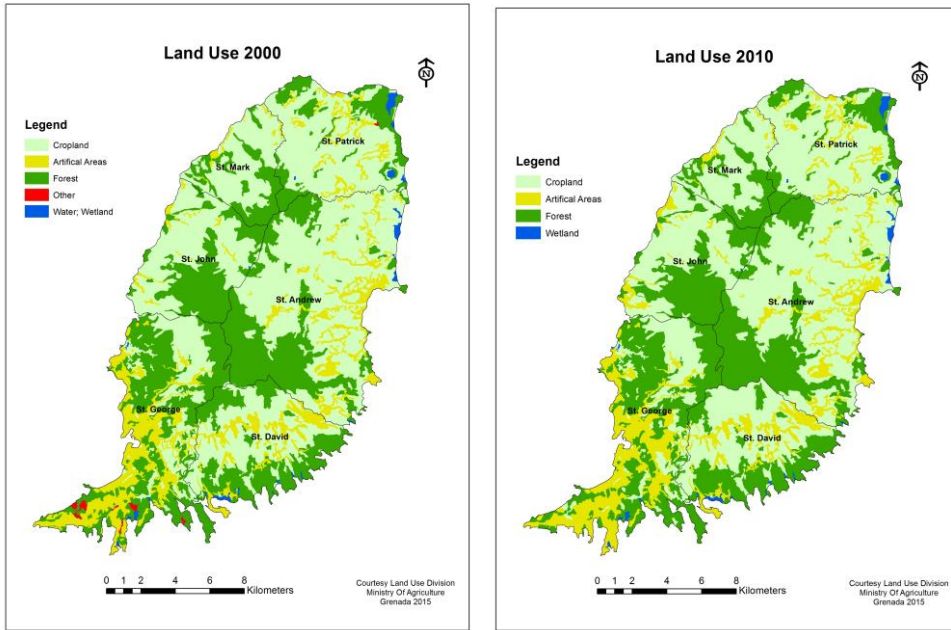 Land Use 2000
N
Legend
Cropland
Artifical Areas
Forest
Other
Water; Wetland
St. Patrick
St. Mark
St. John
St. Andrew
St. George
St. David
0 1 2 4 6 8
Kilometers
Courtesy Land Use Division
Ministry Of Agriculture
Grenada 2015
Land Use 2010
N
Legend
Cropland
Artifical Areas
Forest
Wetland
St. Patrick
St. Mark
St. John
St. Andrew
St. George
St. David
0 1 2 4 6 8
Kilometers
Courtesy Land Use Division
Ministry Of Agriculture
Grenada 2015